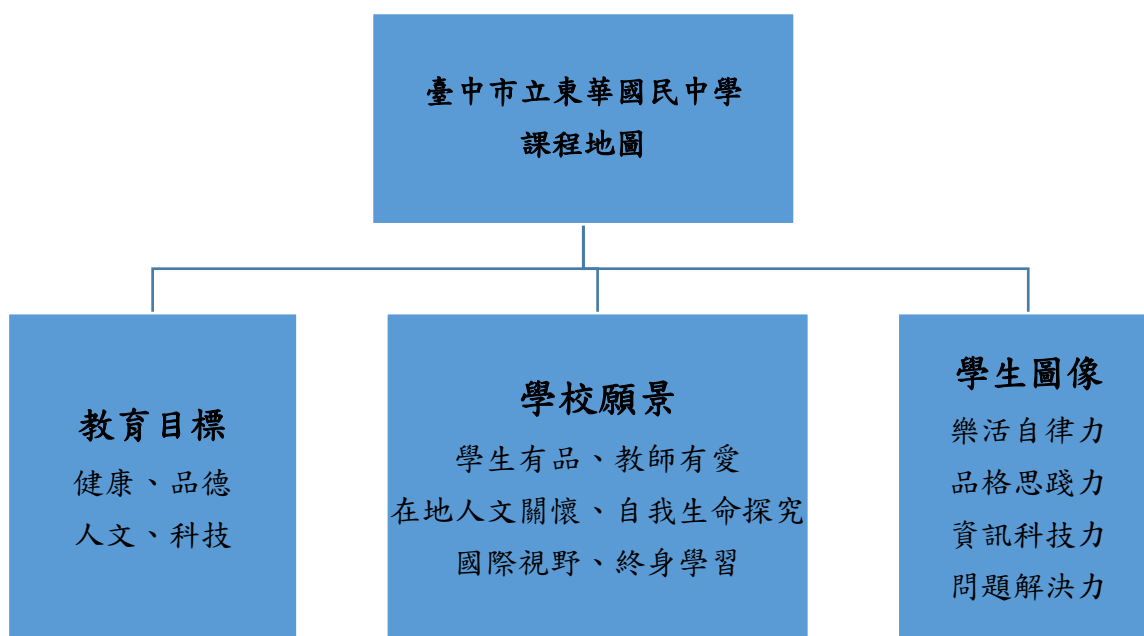 臺中市立東華國民中學
課程地圖
教育目標
健康、品德
人文、科技
學校願景
學生有品、教師有愛
在地人文關懷、自我生命探究
國際視野、終身學習
學生圖像
樂活自律力
品格思踐力
資訊科技力
問題解決力